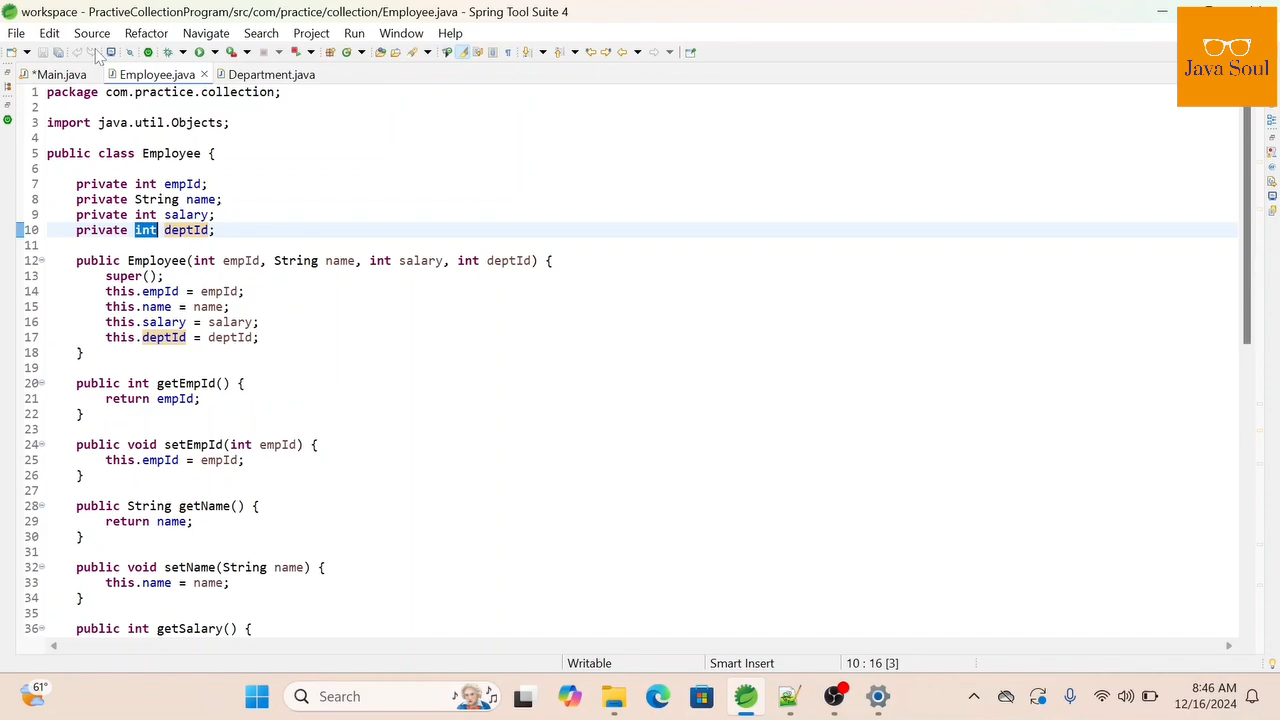 workspace - PractiveCollectionProgram/src/com/practice/collection/Employee.java - Spring Tool Suite 4
File Edit Source Refactor Navigate Search Project Run Window Help
Java Soul
*Main.java Employee.java Department.java
1 package com.practice.collection;
2
3 import java.util.Objects;
4
5 public class Employee {
6
7 private int empId;
8 private String name;
9 private int salary;
10 private int deptId;
11
12 public Employee(int empId, String name, int salary, int deptId) {
13 super();
14 this.empId = empId;
15 this.name = name;
16 this.salary = salary;
17 this.deptId = deptId;
18 }
19
20 public int getEmpId() {
21 return empId;
22 }
23
24 public void setEmpId(int empId) {
25 this.empId = empId;
26 }
27
28 public String getName() {
29 return name;
30 }
31
32 public void setName(String name) {
33 this.name = name;
34 }
35
36 public int getSalary() {
Writable Smart Insert 10 : 16 [3]
61° Search 8:46 AM
12/16/2024